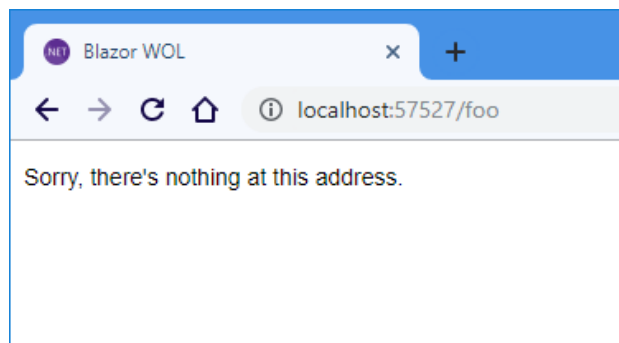 NET Blazor WOL
localhost:57527/foo
Sorry, there's nothing at this address.